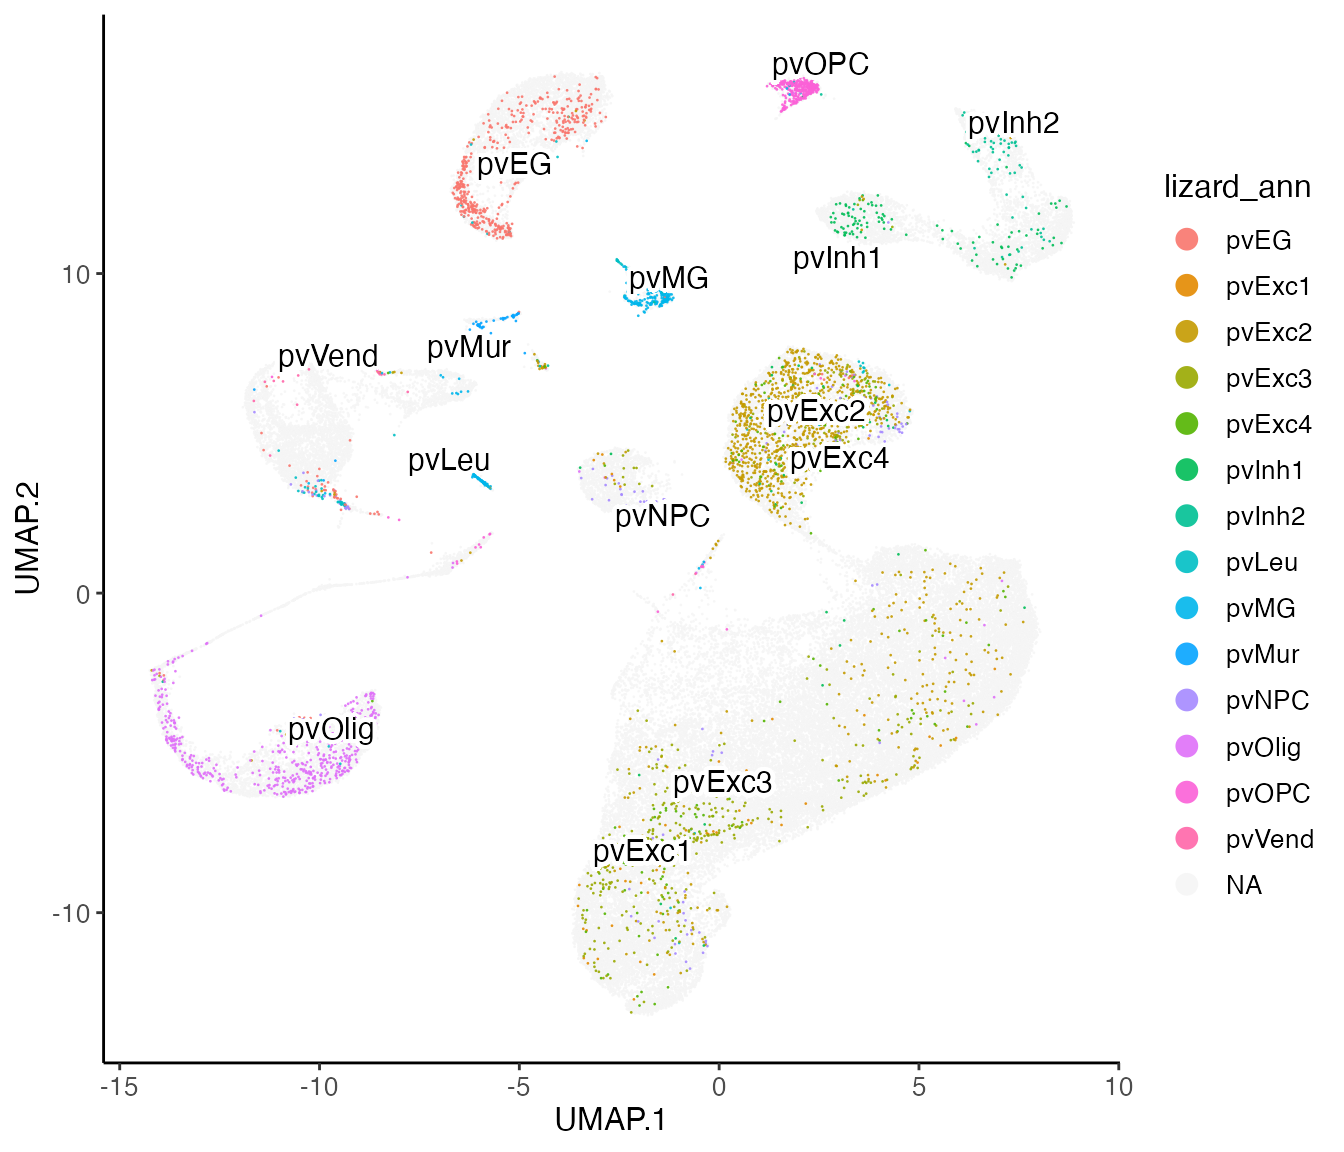 pvOPC
pvInh2
pvEG
pvInh1
pvMG
pvMur
pvVend
pvExc2
pvExc4
pvLeu
pvNPC
pvOlig
pvExc3
pvExc1
10
0
-10
-15
-10
-5
0
5
10
UMAP.1
UMAP.2
lizard_ann
pvEG
pvExc1
pvExc2
pvExc3
pvExc4
pvInh1
pvInh2
pvLeu
pvMG
pvMur
pvNPC
pvOlig
pvOPC
pvVend
NA